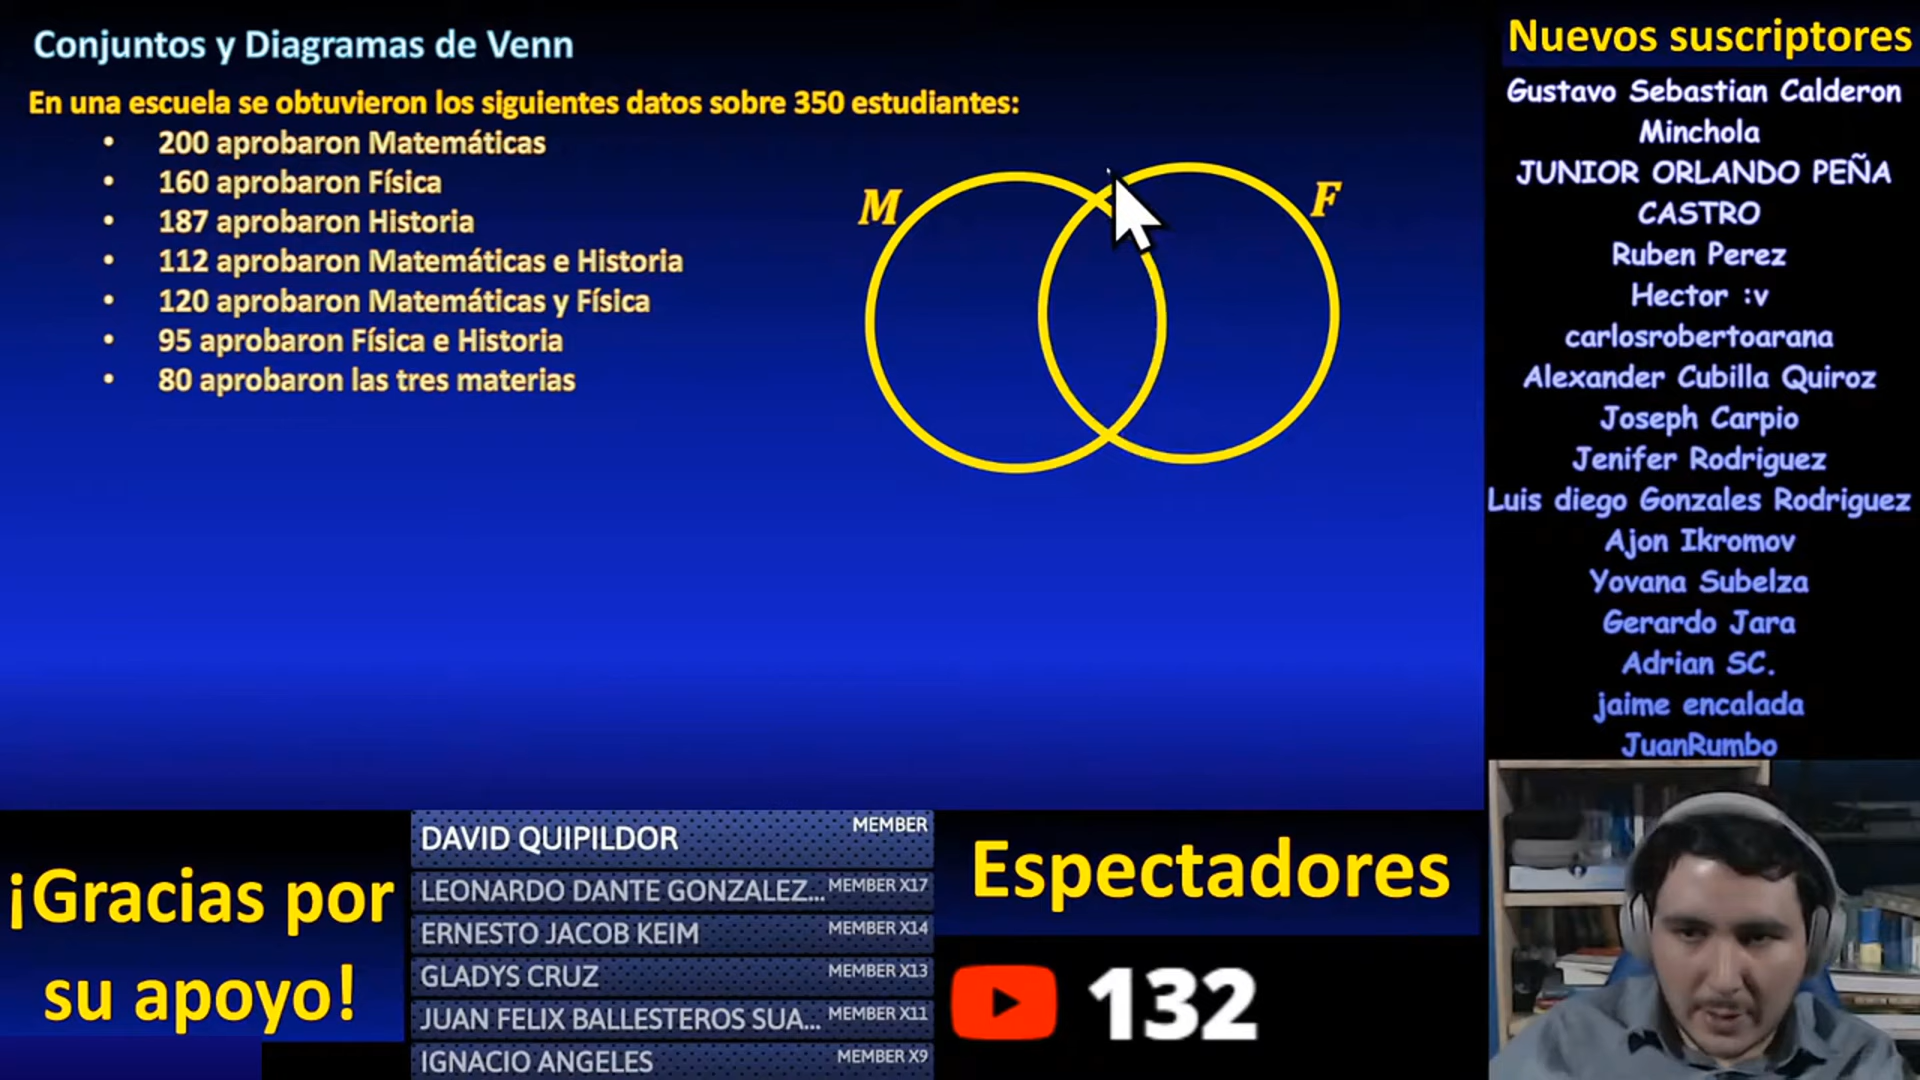 Conjuntos y Diagramas de Venn
En una escuela se obtuvieron los siguientes datos sobre 350 estudiantes:
• 200 aprobaron Matemáticas
• 160 aprobaron Física
• 187 aprobaron Historia
• 112 aprobaron Matemáticas e Historia
• 120 aprobaron Matemáticas y Física
• 95 aprobaron Física e Historia
• 80 aprobaron las tres materias
M
F
Nuevos suscriptores
Gustavo Sebastian Calderon
Minchola
JUNIOR ORLANDO PEÑA
CASTRO
Ruben Perez
Hector :v
carlosrobertoarana
Alexander Cubilla Quiroz
Joseph Carpio
Jenifer Rodriguez
Luis diego Gonzales Rodriguez
Ajon Ikromov
Yovana Subelza
Gerardo Jara
Adrian SC.
jaime encalada
JuanRumbo
¡Gracias por
su apoyo!
DAVID QUIPILDOR MEMBER
LEONARDO DANTE GONZALEZ... MEMBER X17
ERNESTO JACOB KEIM MEMBER X14
GLADYS CRUZ MEMBER X13
JUAN FELIX BALLESTEROS SUA... MEMBER X11
IGNACIO ANGELES MEMBER X9
Espectadores
132